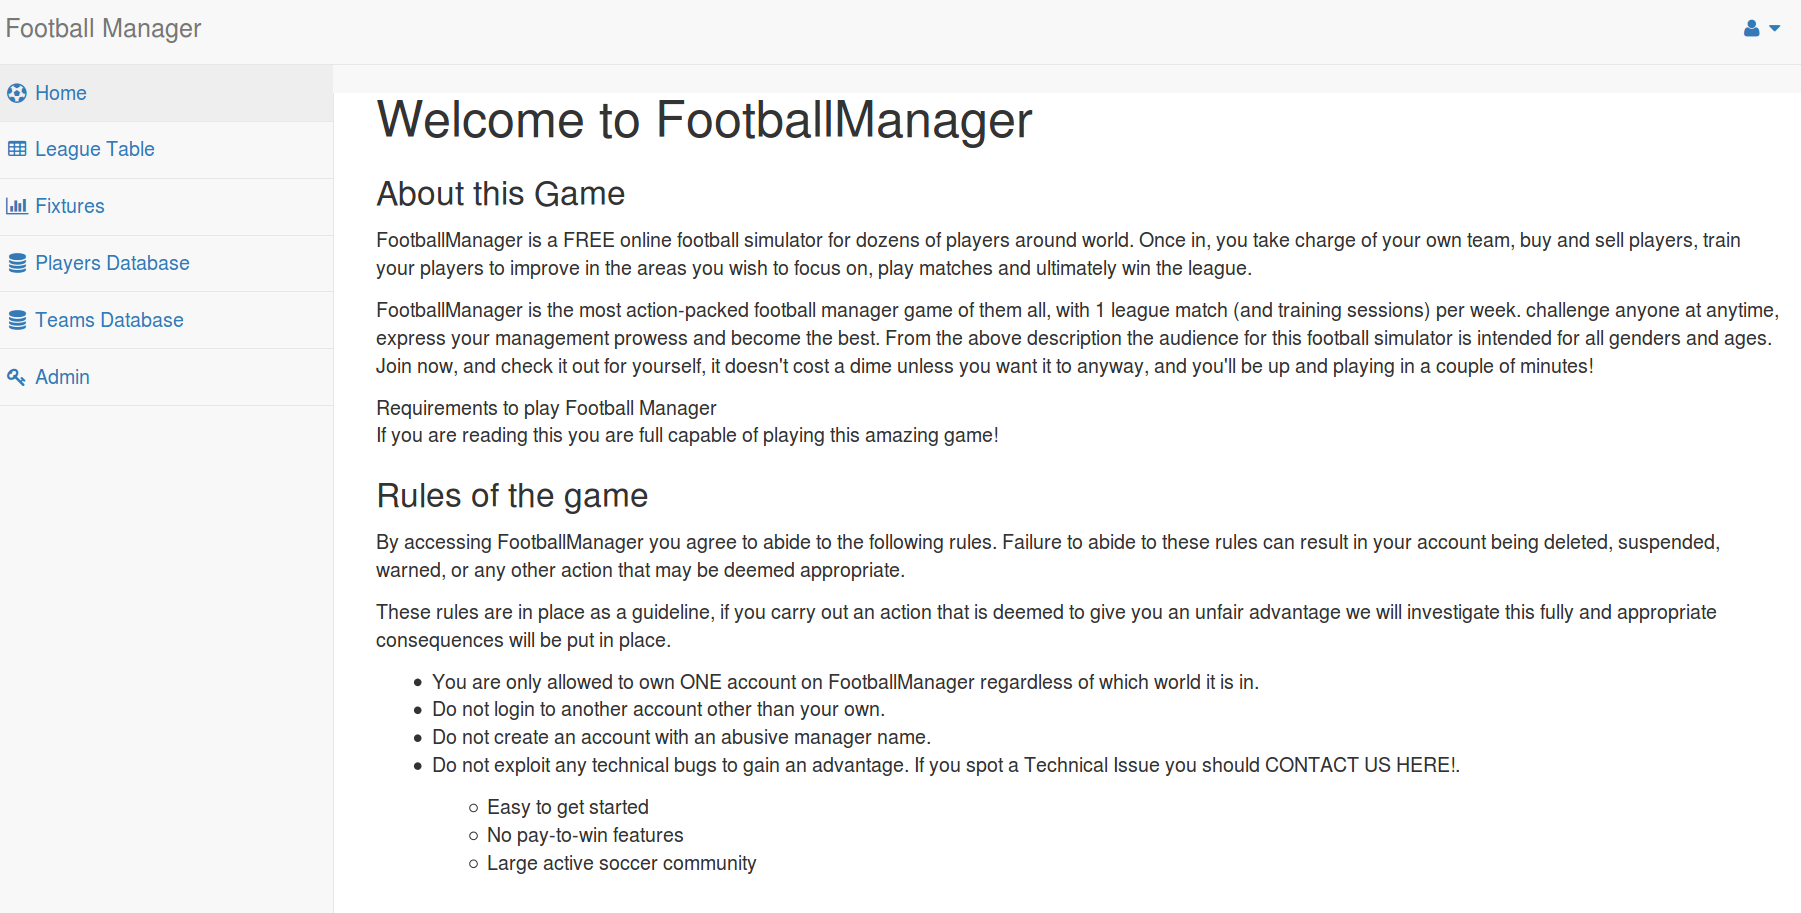 Football Manager
Home
League Table
Fixtures
Players Database
Teams Database
Admin
Welcome to FootballManager
About this Game
FootballManager is a FREE online football simulator for dozens of players around world. Once in, you take charge of your own team, buy and sell players, train
your players to improve in the areas you wish to focus on, play matches and ultimately win the league.
FootballManager is the most action-packed football manager game of them all, with 1 league match (and training sessions) per week. challenge anyone at anytime,
express your management prowess and become the best. From the above description the audience for this football simulator is intended for all genders and ages.
Join now, and check it out for yourself, it doesn't cost a dime unless you want it to anyway, and you'll be up and playing in a couple of minutes!
Requirements to play Football Manager
If you are reading this you are full capable of playing this amazing game!
Rules of the game
By accessing FootballManager you agree to abide to the following rules. Failure to abide to these rules can result in your account being deleted, suspended,
warned, or any other action that may be deemed appropriate.
These rules are in place as a guideline, if you carry out an action that is deemed to give you an unfair advantage we will investigate this fully and appropriate
consequences will be put in place.
• You are only allowed to own ONE account on FootballManager regardless of which world it is in.
• Do not login to another account other than your own.
• Do not create an account with an abusive manager name.
• Do not exploit any technical bugs to gain an advantage. If you spot a Technical Issue you should CONTACT US HERE!.
○ Easy to get started
○ No pay-to-win features
○ Large active soccer community